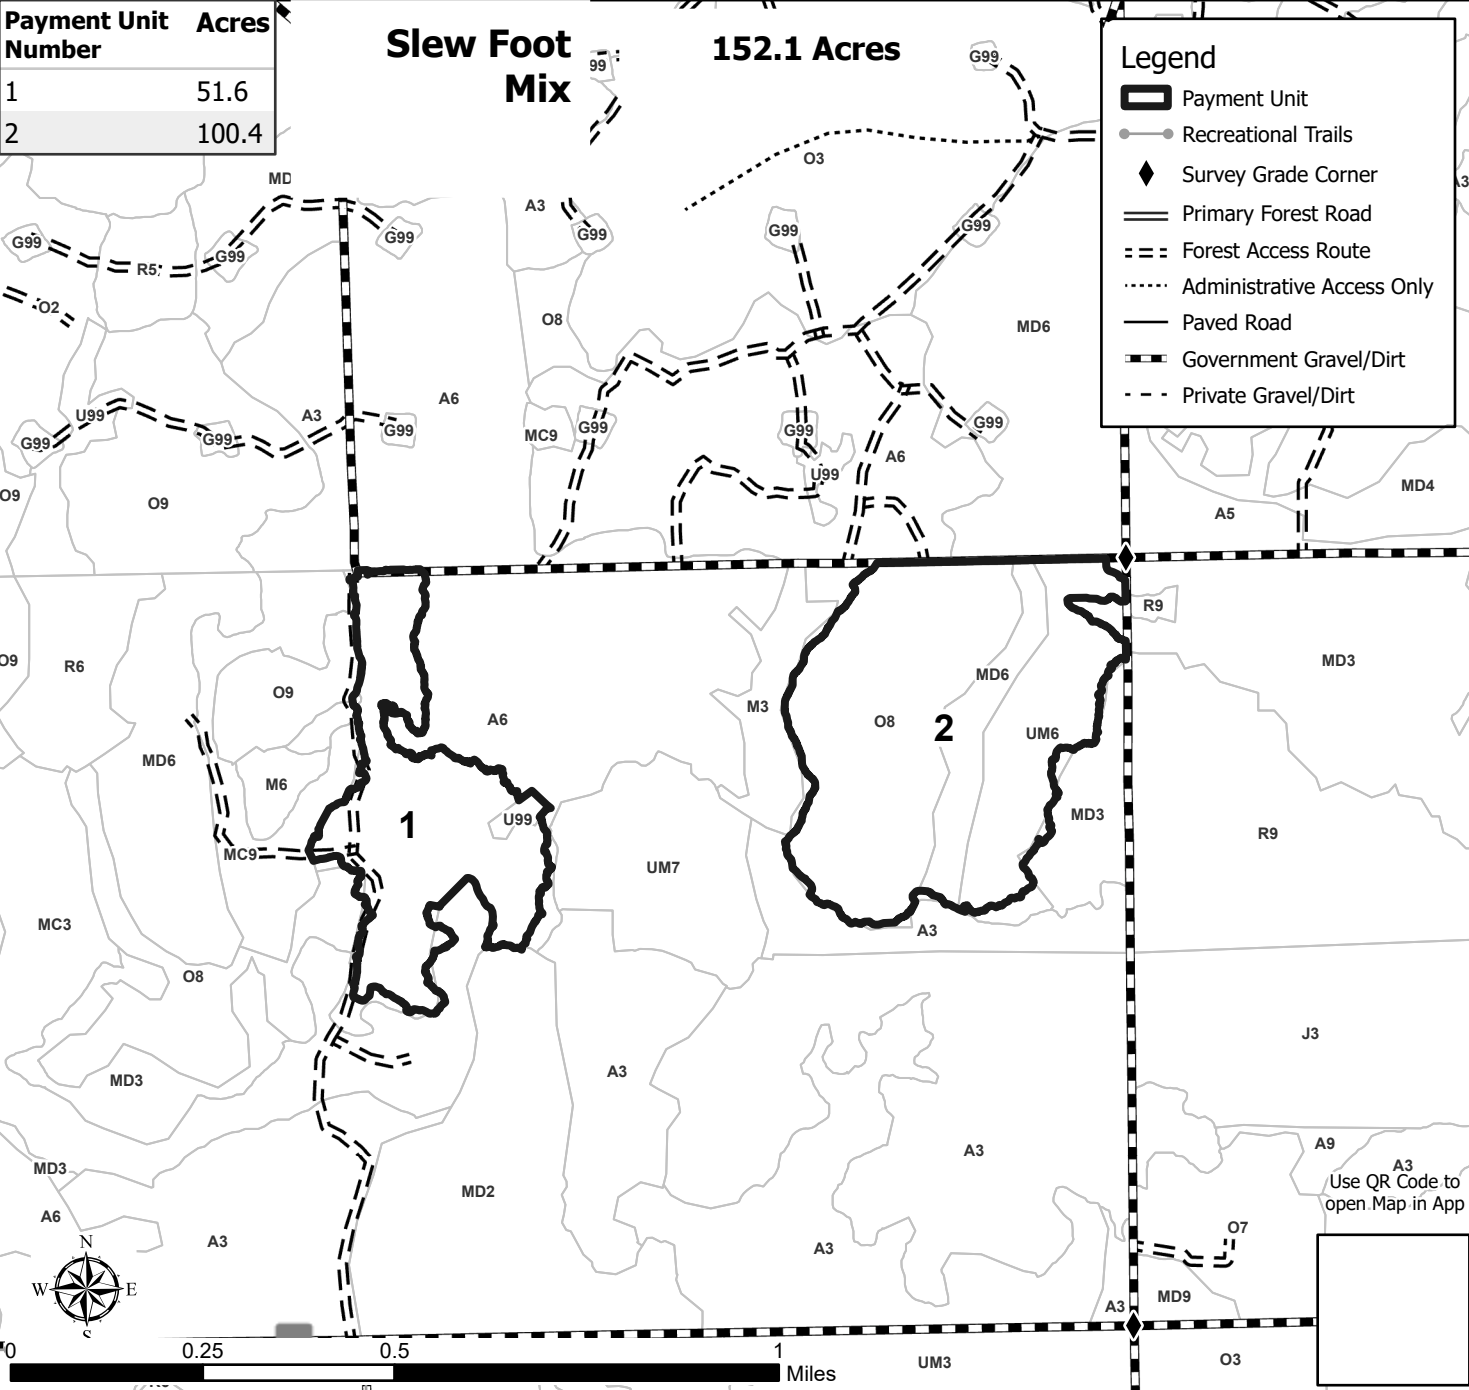 Payment Unit Number Acres
1 51.6
2 100.4
Slew Foot
Mix
152.1 Acres
Legend
Payment Unit
Recreational Trails
Survey Grade Corner
Primary Forest Road
Forest Access Route
Administrative Access Only
Paved Road
Government Gravel/Dirt
Private Gravel/Dirt
99
G99
O3
MD
A3
A3
G99
G99
G99
G99
G99
G99
R5
O2
O8
MD6
A6
U99
A3
G99
G99
G99
MC9
G99
G99
G99
A6
U99
MD4
O9
O9
A5
R9
O9
R6
O9
MD3
MD6
M3
A6
O8
2
UM6
MD6
M6
1
U99
MD3
R9
MC9
UM7
MC3
A3
O8
J3
MD3
A3
A9
A3
A3
MD3
Use QR Code to
open Map in App
MD2
A6
A3
A3
O7
N
W E
S
MD9
A3
0 0.25 0.5 1
Miles
UM3
O3